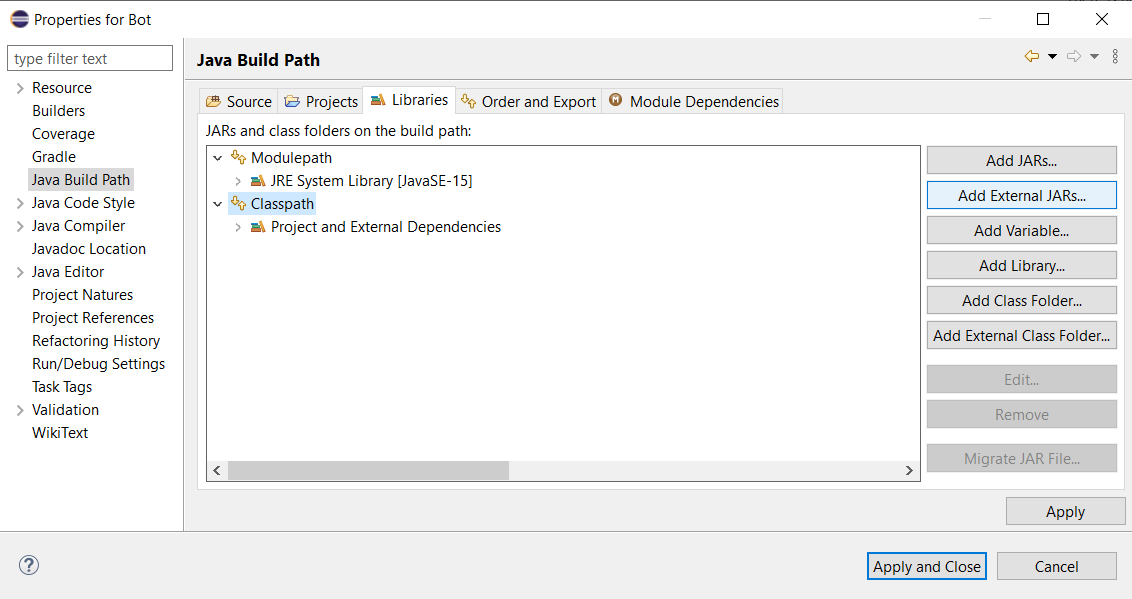 Properties for Bot
type filter text
Resource
Builders
Coverage
Gradle
Java Build Path
Java Code Style
Java Compiler
Javadoc Location
Java Editor
Project Natures
Project References
Refactoring History
Run/Debug Settings
Task Tags
Validation
WikiText
Java Build Path
Source Projects Libraries Order and Export Module Dependencies
JARs and class folders on the build path:
Modulepath
JRE System Library [JavaSE-15]
Classpath
Project and External Dependencies
Add JARs...
Add External JARs...
Add Variable...
Add Library...
Add Class Folder...
Add External Class Folder...
Edit...
Remove
Migrate JAR File...
Apply
Apply and Close Cancel